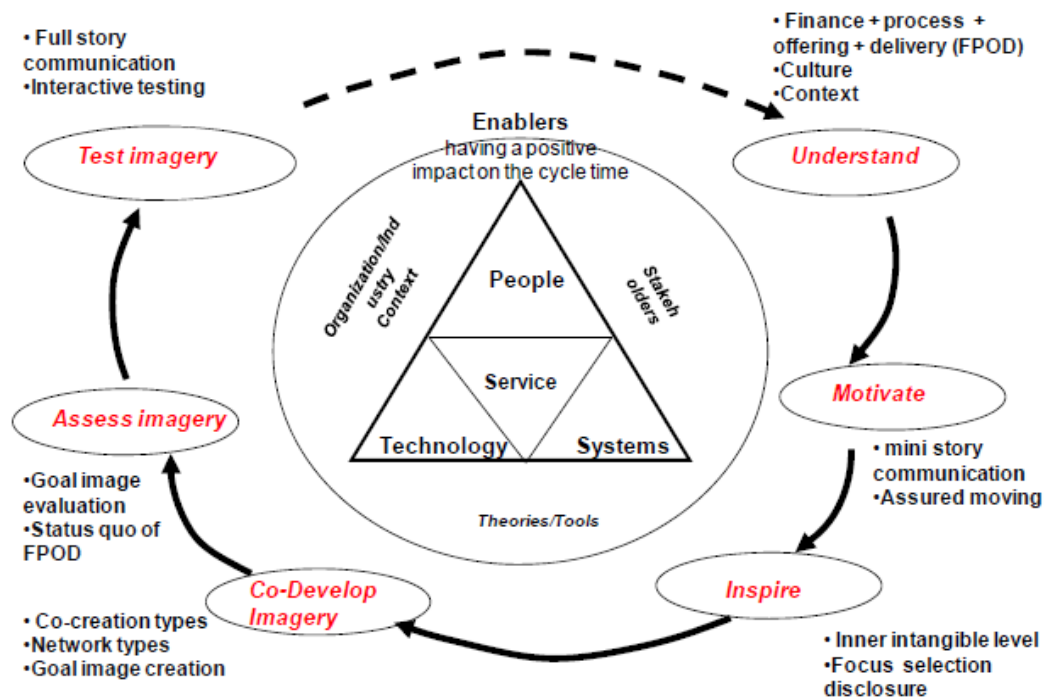 • Full story
communication
•Interactive testing
• Finance + process +
offering + delivery (FPOD)
•Culture
•Context
Enablers
having a positive
impact on the cycle time
Test imagery
Understand
Organization/Ind
ustry
Context
Stakeh
olders
People
Service
Technology
Systems
Theories/Tools
Motivate
• mini story
communication
•Assured moving
Assess imagery
•Goal image
evaluation
•Status quo of
FPOD
Inspire
• Inner intangible level
•Focus selection
disclosure
Co-Develop
Imagery
• Co-creation types
•Network types
•Goal image creation